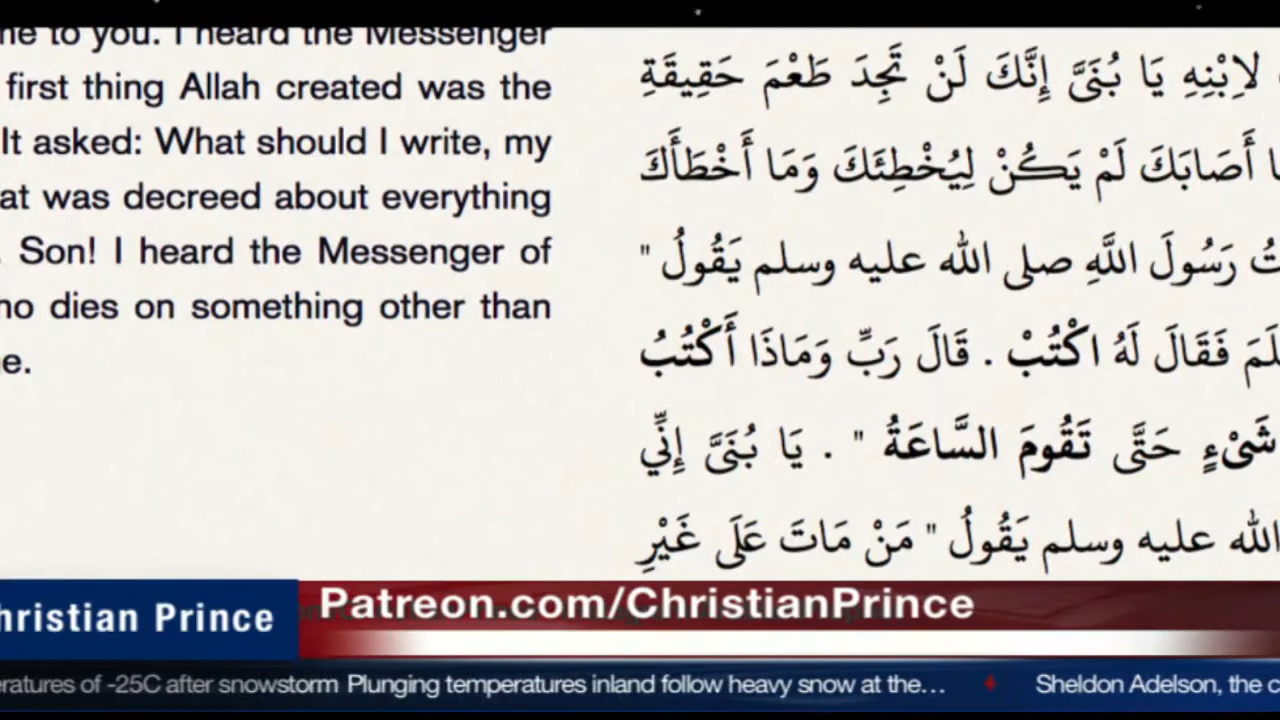 me to you. I heard the Messenger
first thing Allah created was the
It asked: What should I write, my
at was decreed about everything
Son! I heard the Messenger of
ho dies on something other than
e.
لاِبْنِهِ يَا بُنَىَّ إِنَّكَ لَنْ تَجِدَ طَعْمَ حَقِيقَةِ
أَصَابَكَ لَمْ يَكُنْ لِيُخْطِئَكَ وَمَا أَخْطَأَكَ
تُ رَسُولَ اللَّهِ صلى الله عليه وسلم يَقُولُ "
لَمَ فَقَالَ لَهُ اكْتُبْ . قَالَ رَبِّ وَمَاذَا أَكْتُبُ
شَىْءٍ حَتَّى تَقُومَ السَّاعَةُ " . يَا بُنَىَّ إِنِّي
الله عليه وسلم يَقُولُ " مَنْ مَاتَ عَلَى غَيْرِ
hristian Prince
Patreon.com/ChristianPrince
eratures of -25C after snowstorm Plunging temperatures inland follow heavy snow at the... Sheldon Adelson, the c